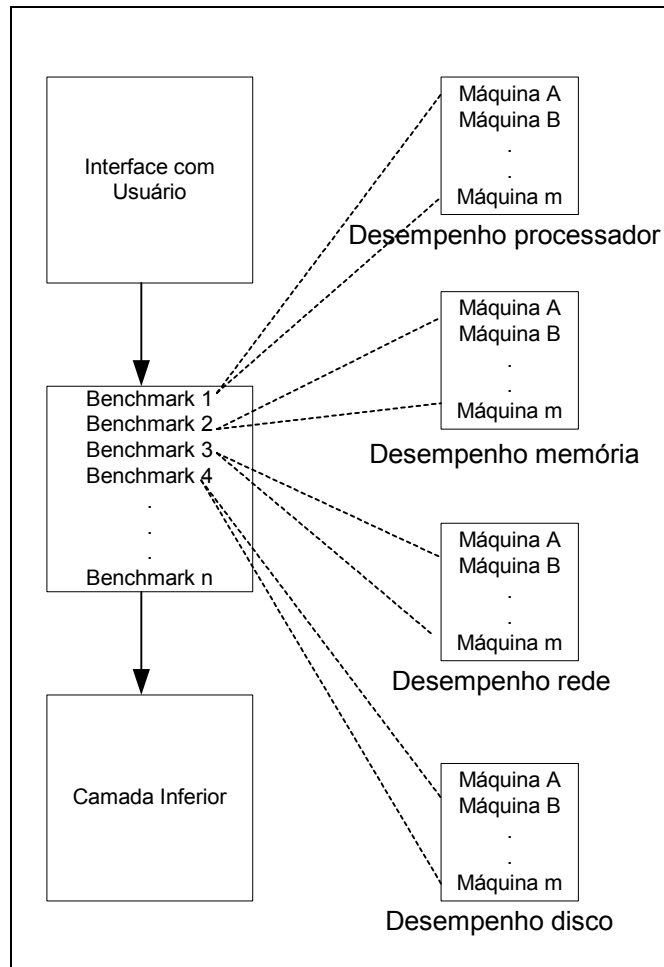 Interface com
Usuário
Benchmark 1
Benchmark 2
Benchmark 3
Benchmark 4
.
.
.
Benchmark n
Camada Inferior
Máquina A
Máquina B
.
.
Máquina m
Desempenho processador
Máquina A
Máquina B
.
.
Máquina m
Desempenho memória
Máquina A
Máquina B
.
.
Máquina m
Desempenho rede
Máquina A
Máquina B
.
.
Máquina m
Desempenho disco